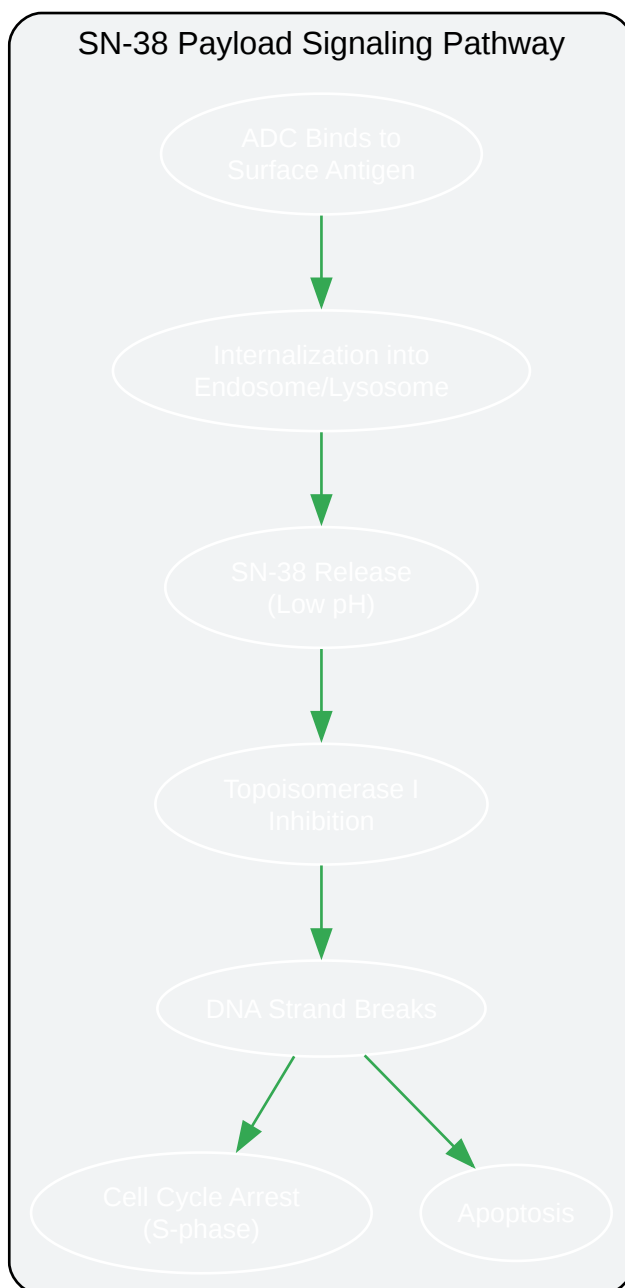 SN-38 Payload Signaling Pathway
ADC Binds to
Surface Antigen
Internalization into
Endosome/Lysosome
SN-38 Release
(Low pH)
Topoisomerase I
Inhibition
DNA Strand Breaks
Cell Cycle Arrest
(S-phase)
Apoptosis